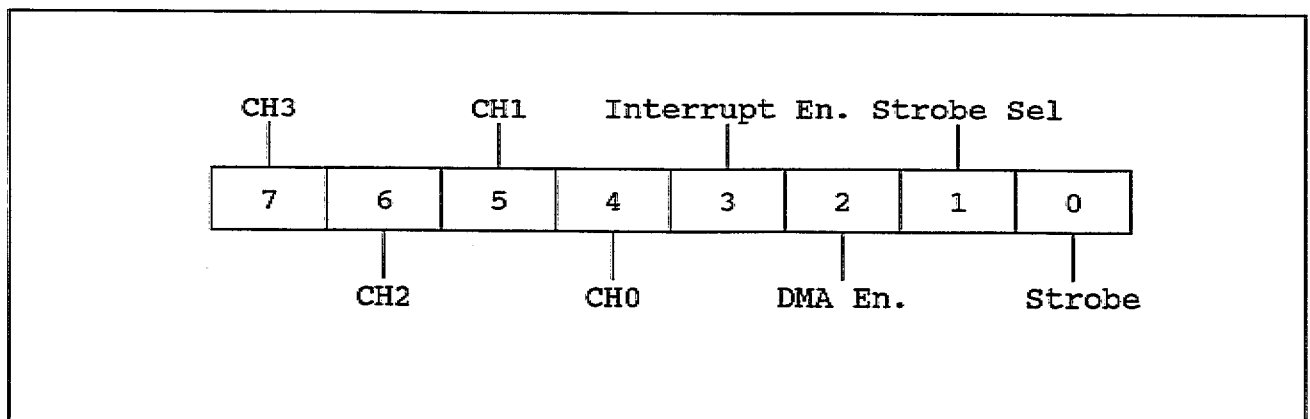 CH3 CH1 Interrupt En. Strobe Sel
7 6 5 4 3 2 1 0
CH2 CH0 DMA En. Strobe